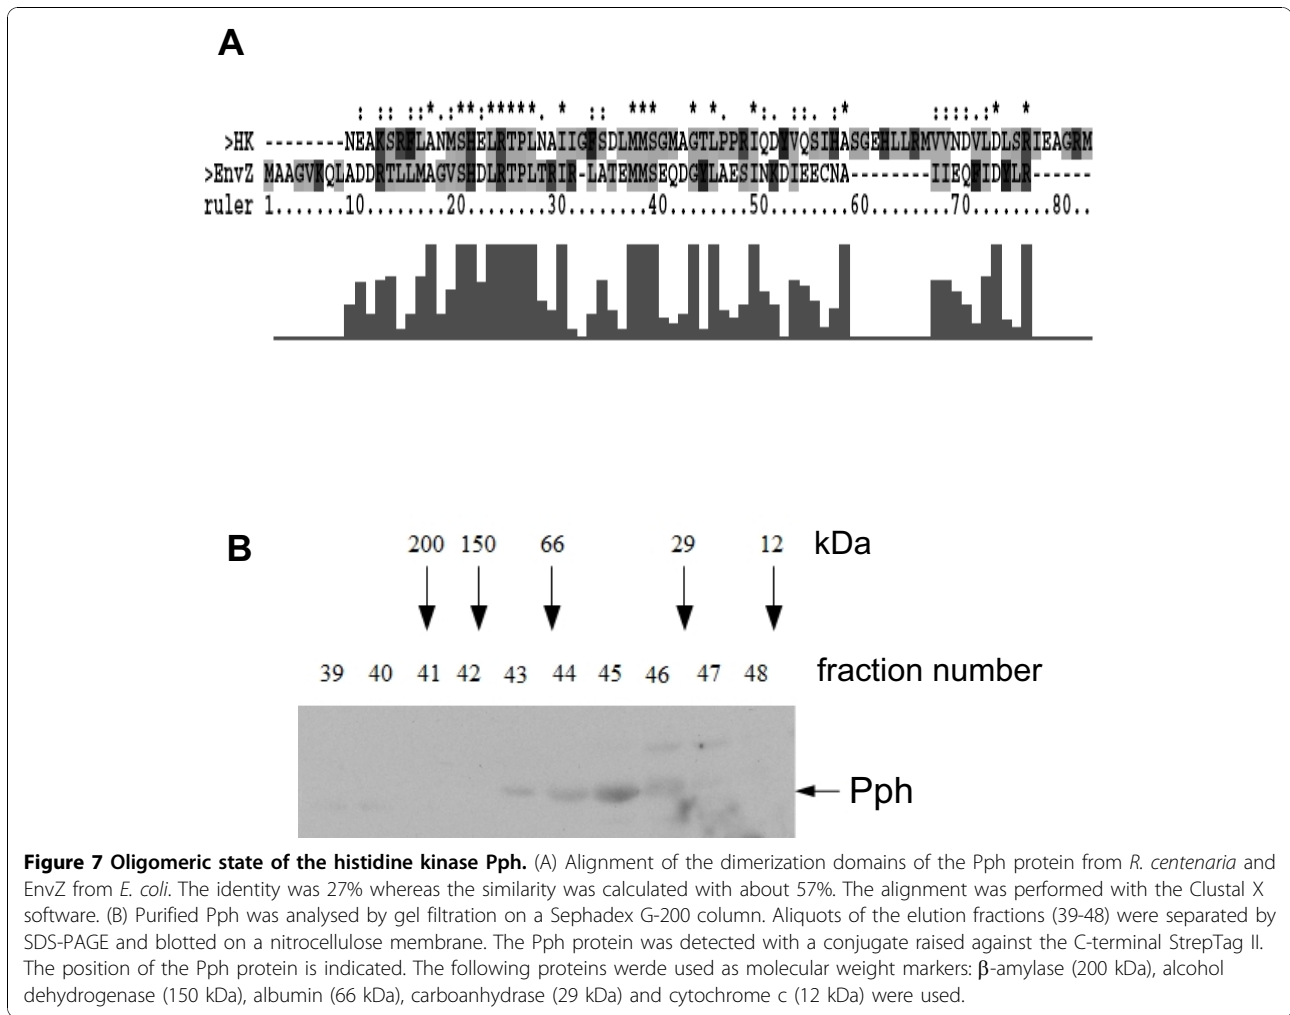 A
: :: ::*.:**:*****. * :: *** * *. *:. ::. :* ::::.:* *
>HK --------NEAKSRFLANMSHELRTPLNAIIGFSDLMMSGMAGTLPPRIQDYVQSIHASGEHLLRMVVNDVLDLSRIEAGRM
>EnvZ MAAGVKQLADDRTLLMAGVSHDLRTPLTRIR-LATEMMSEQDGYLAESINKDIEECNA--------IIEQFIDYLR------
ruler 1.......10........20........30........40........50........60........70........80..
B
200 150 66 29 12 kDa
39 40 41 42 43 44 45 46 47 48 fraction number
Pph
Figure 7 Oligomeric state of the histidine kinase Pph. (A) Alignment of the dimerization domains of the Pph protein from R. centenaria and
EnvZ from E. coli. The identity was 27% whereas the similarity was calculated with about 57%. The alignment was performed with the Clustal X
software. (B) Purified Pph was analysed by gel filtration on a Sephadex G-200 column. Aliquots of the elution fractions (39-48) were separated by
SDS-PAGE and blotted on a nitrocellulose membrane. The Pph protein was detected with a conjugate raised against the C-terminal StrepTag II.
The position of the Pph protein is indicated. The following proteins werde used as molecular weight markers: β-amylase (200 kDa), alcohol
dehydrogenase (150 kDa), albumin (66 kDa), carboanhydrase (29 kDa) and cytochrome c (12 kDa) were used.